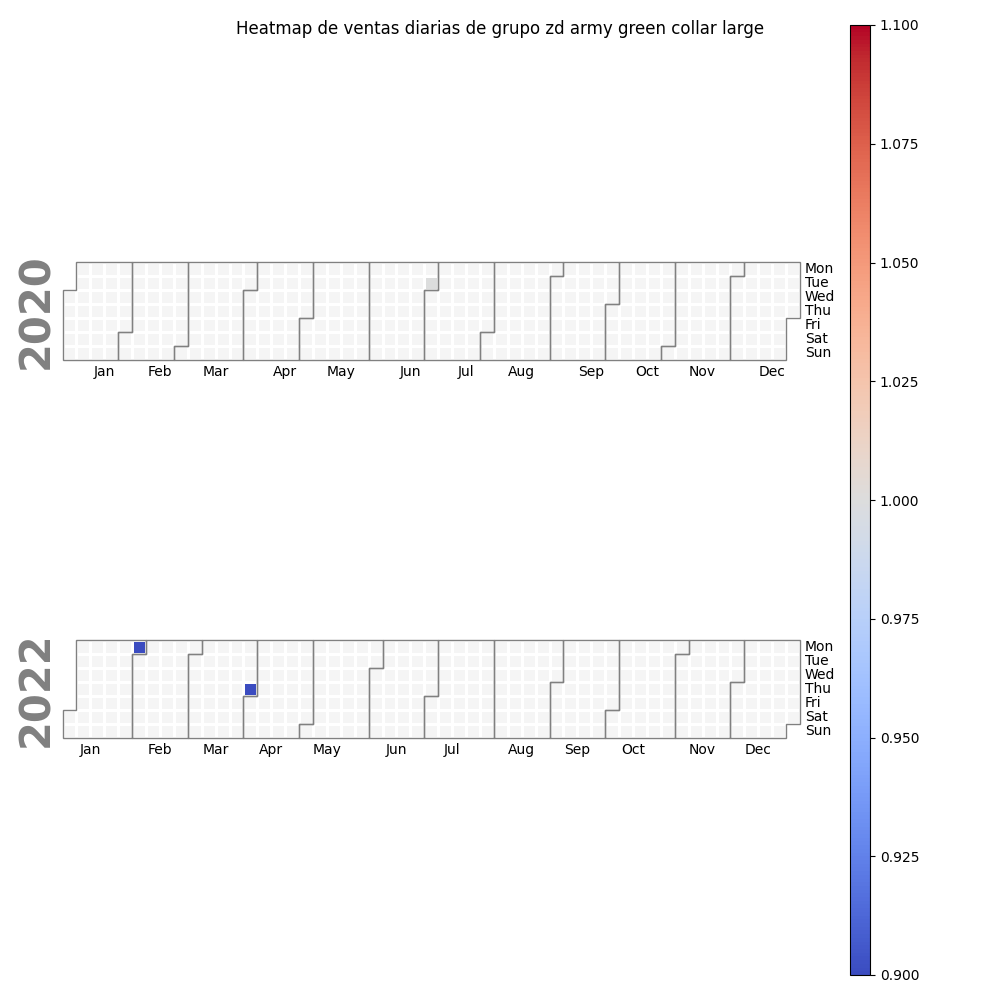 Heatmap de ventas diarias de grupo zd army green collar large
2020
Mon
Tue
Wed
Thu
Fri
Sat
Sun
Jan Feb Mar Apr May Jun Jul Aug Sep Oct Nov Dec
2022
Mon
Tue
Wed
Thu
Fri
Sat
Sun
Jan Feb Mar Apr May Jun Jul Aug Sep Oct Nov Dec
1.100
1.075
1.050
1.025
1.000
0.975
0.950
0.925
0.900